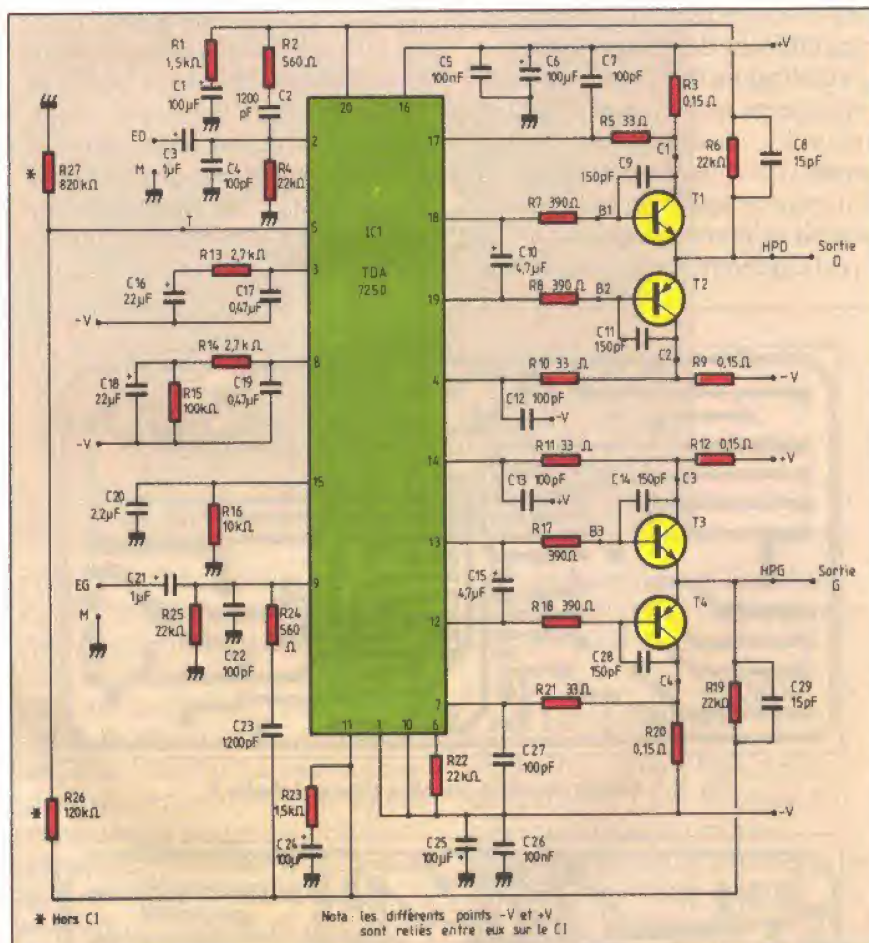 R1
1,5kΩ
R2
560Ω
C1
100µF
1200
pF
C2
20
16
C5
100nF
C6
100µF
C7
100pF
+V
R3
0,15Ω
17
R5 33Ω
ED
M
C3
1µF
C4
100pF
R4
22kΩ
2
C1
C9
150pF
R6
22kΩ
C8
15pF
* R27
820kΩ
T
5
IC1
TDA
7250
18
R7 390Ω
B1
T1
C10
4,7µF
HPD
Sortie
D
R13 2,7kΩ
3
C16
22µF
C17
0,47µF
-V
19
R8 390Ω
B2
T2
C11
150pF
C2
R14 2,7kΩ
8
C18
22µF
R15
100kΩ
C19
0,47µF
-V
4
R10 33 Ω
R9 0,15Ω
-V
C12 100pF
-V
R11 33 Ω
R12 0,15Ω
+V
14
C13
100pF
+V
C14 150pF
C3
15
C20
2,2µF
R16
10kΩ
13
R17
390Ω
B3
T3
HPG
Sortie
G
EG
M
C21
1µF
R25
22kΩ
C22
100pF
R24
560
Ω
9
C15
4,7µF
12
R18 390Ω
T4
C28
150pF
C4
R19
22kΩ
C29
15pF
C23
1200pF
7
R21 33Ω
R20
0,15Ω
11
1
10
6
R22
22kΩ
C27
100pF
* R26
120kΩ
R23
1,5kΩ
C24
100µF
C25
100µF
C26
100nF
-V
* Hors CI
Nota : les différents points -V et +V
sont reliés entre eux sur le CI